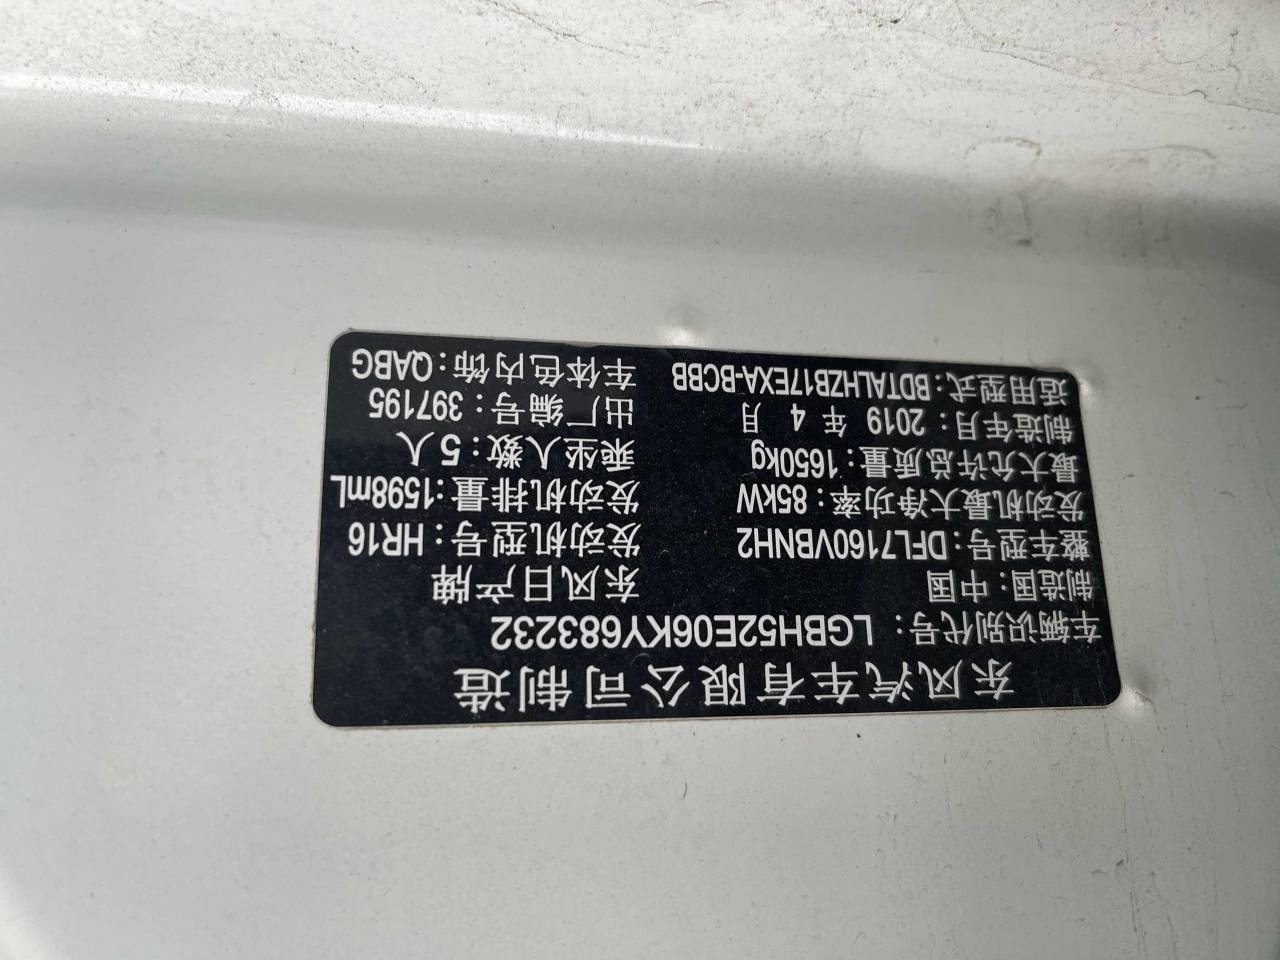 东风汽车有限公司制造
车辆识别代号：LGBH52E06KY683232
制造国：中国 东风日产牌
整车型号：DFL7160VBNH2 发动机型号：HR16
发动机最大净功率：85kW 发动机排量：1598mL
最大允许总质量：1650kg 乘坐人数：5人
制造年月：2019 年 4 月 出厂编号：397195
适用型式：BDTALHZB17EXA-BCBB 车体色内饰：QABG